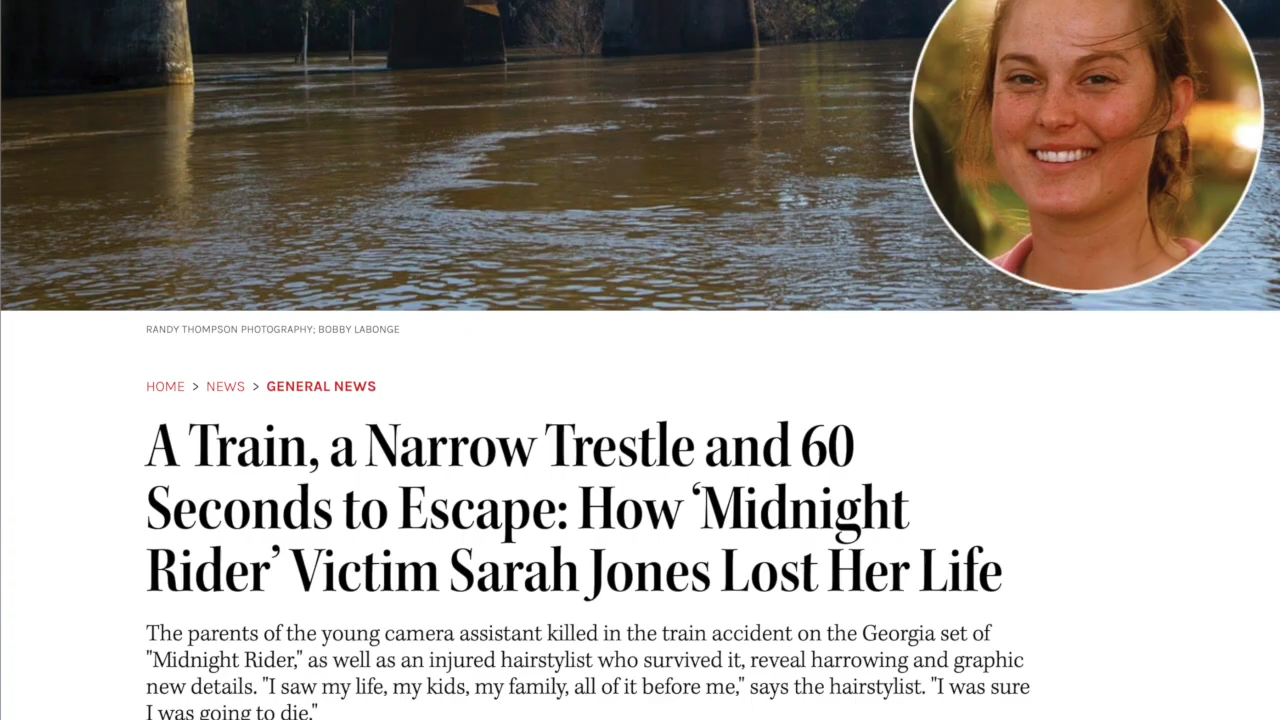 RANDY THOMPSON PHOTOGRAPHY; BOBBY LABONGE
HOME > NEWS > GENERAL NEWS
A Train, a Narrow Trestle and 60
Seconds to Escape: How ‘Midnight
Rider’ Victim Sarah Jones Lost Her Life
The parents of the young camera assistant killed in the train accident on the Georgia set of
"Midnight Rider," as well as an injured hairstylist who survived it, reveal harrowing and graphic
new details. "I saw my life, my kids, my family, all of it before me," says the hairstylist. "I was sure
I was going to die."